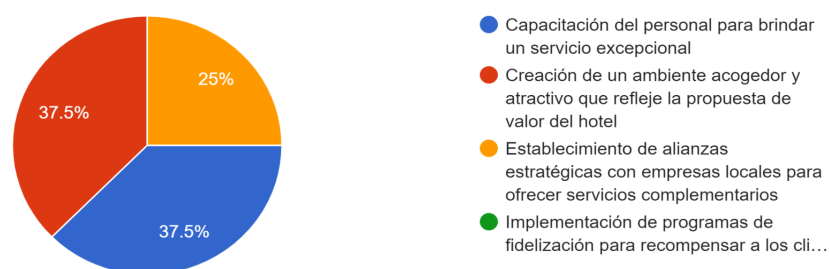 25%
37.5%
37.5%
Capacitación del personal para brindar
un servicio excepcional
Creación de un ambiente acogedor y
atractivo que refleje la propuesta de
valor del hotel
Establecimiento de alianzas
estratégicas con empresas locales para
ofrecer servicios complementarios
Implementación de programas de
fidelización para recompensar a los cli…